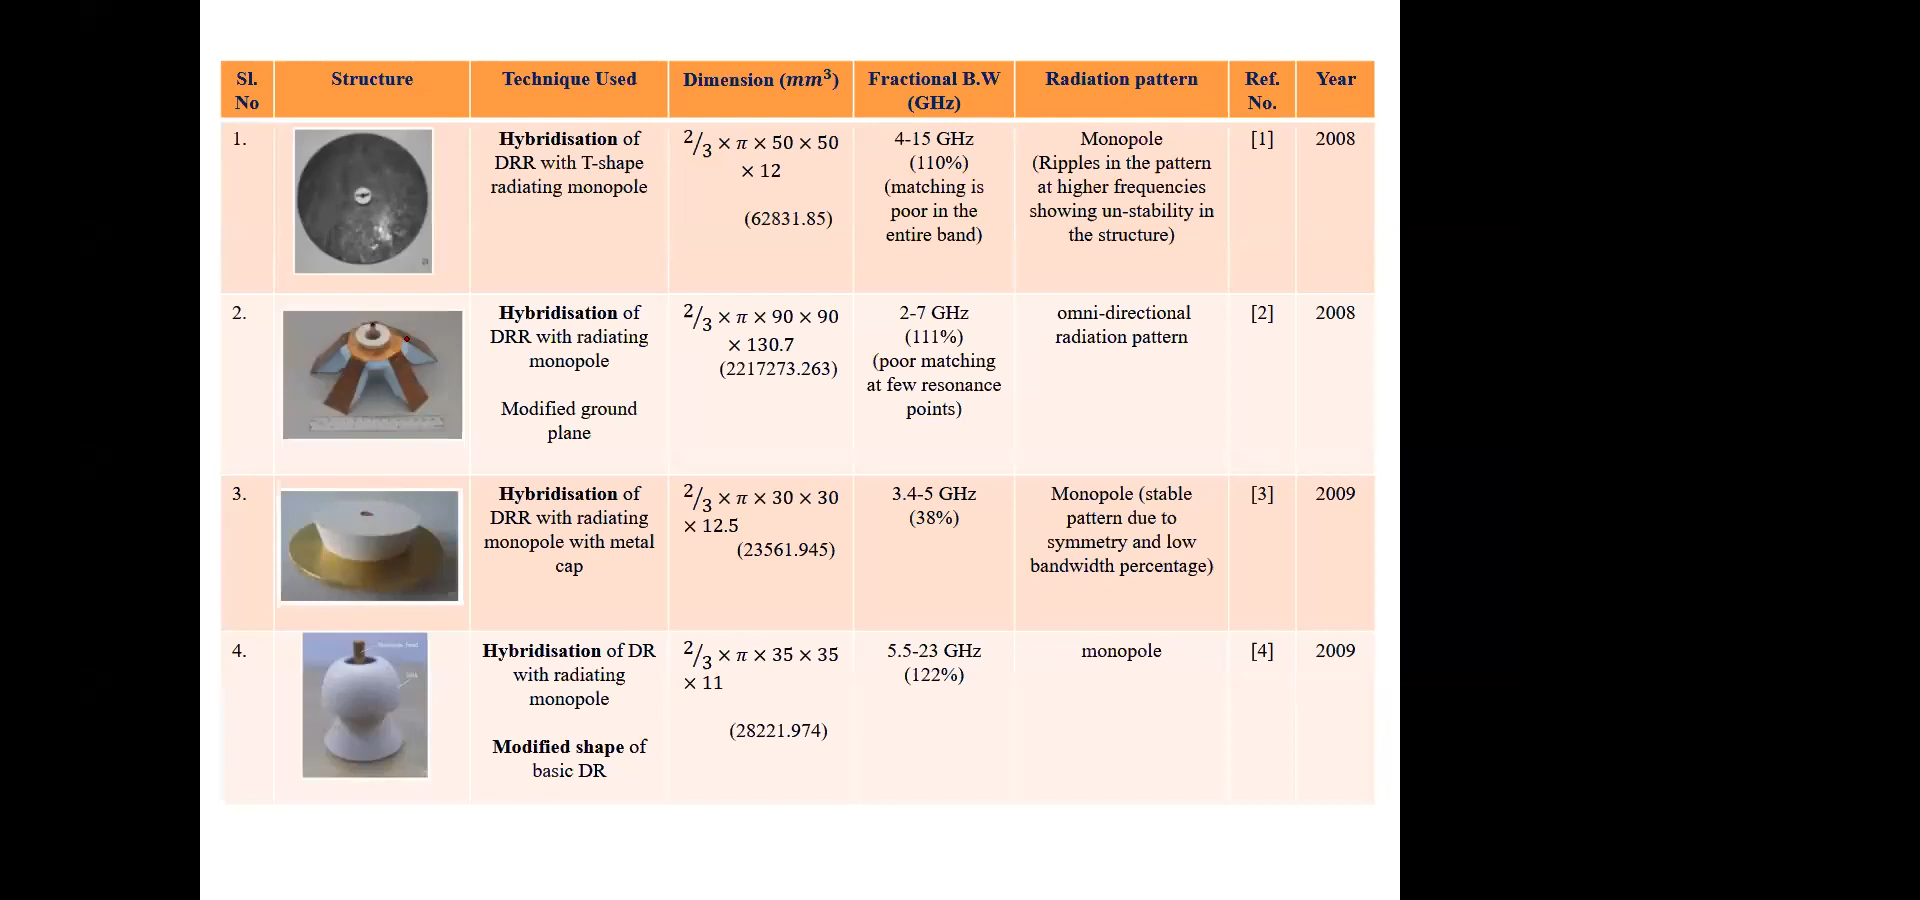 Sl. No
Structure
Technique Used
Dimension (mm³)
Fractional B.W (GHz)
Radiation pattern
Ref. No.
Year
1.
Hybridisation of
DRR with T-shape
radiating monopole
2/3 × π × 50 × 50
× 12
(62831.85)
4-15 GHz
(110%)
(matching is
poor in the
entire band)
Monopole
(Ripples in the pattern
at higher frequencies
showing un-stability in
the structure)
[1]
2008
2.
Hybridisation of
DRR with radiating
monopole
Modified ground
plane
2/3 × π × 90 × 90
× 130.7
(2217273.263)
2-7 GHz
(111%)
(poor matching
at few resonance
points)
omni-directional
radiation pattern
[2]
2008
3.
Hybridisation of
DRR with radiating
monopole with metal
cap
2/3 × π × 30 × 30
× 12.5
(23561.945)
3.4-5 GHz
(38%)
Monopole (stable
pattern due to
symmetry and low
bandwidth percentage)
[3]
2009
4.
Hybridisation of DR
with radiating
monopole
Modified shape of
basic DR
2/3 × π × 35 × 35
× 11
(28221.974)
5.5-23 GHz
(122%)
monopole
[4]
2009